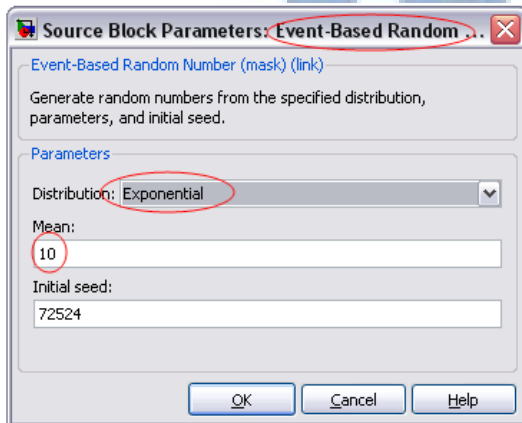 Source Block Parameters: Event-Based Random ...
Event-Based Random Number (mask) (link)
Generate random numbers from the specified distribution,
parameters, and initial seed.
Parameters
Distribution: Exponential
Mean:
10
Initial seed:
72524
OK Cancel Help